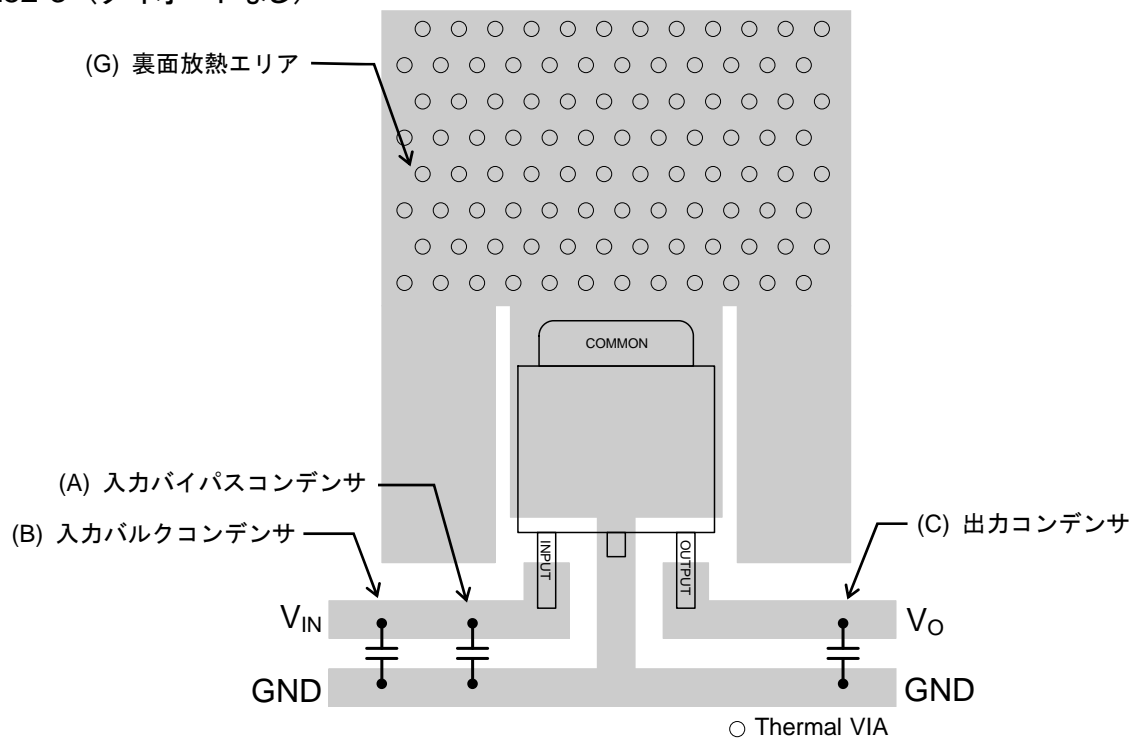 (G) 裏面放熱エリア
COMMON
(A) 入力バイパスコンデンサ
(B) 入力バルクコンデンサ
(C) 出力コンデンサ
INPUT
OUTPUT
VIN
VO
GND
GND
Thermal VIA